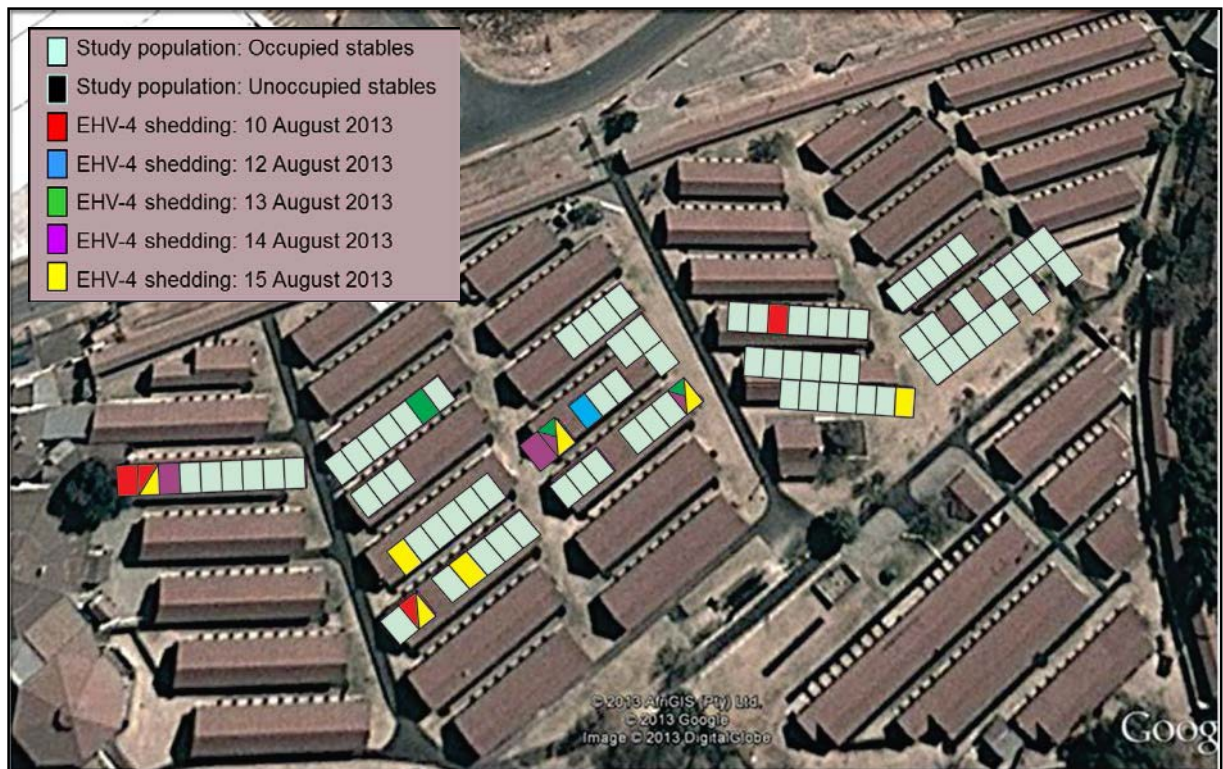 Study population: Occupied stables
Study population: Unoccupied stables
EHV-4 shedding: 10 August 2013
EHV-4 shedding: 12 August 2013
EHV-4 shedding: 13 August 2013
EHV-4 shedding: 14 August 2013
EHV-4 shedding: 15 August 2013
© 2013 AfriGIS (Pty) Ltd.
© 2013 Google
Image © 2013 DigitalGlobe
Goog